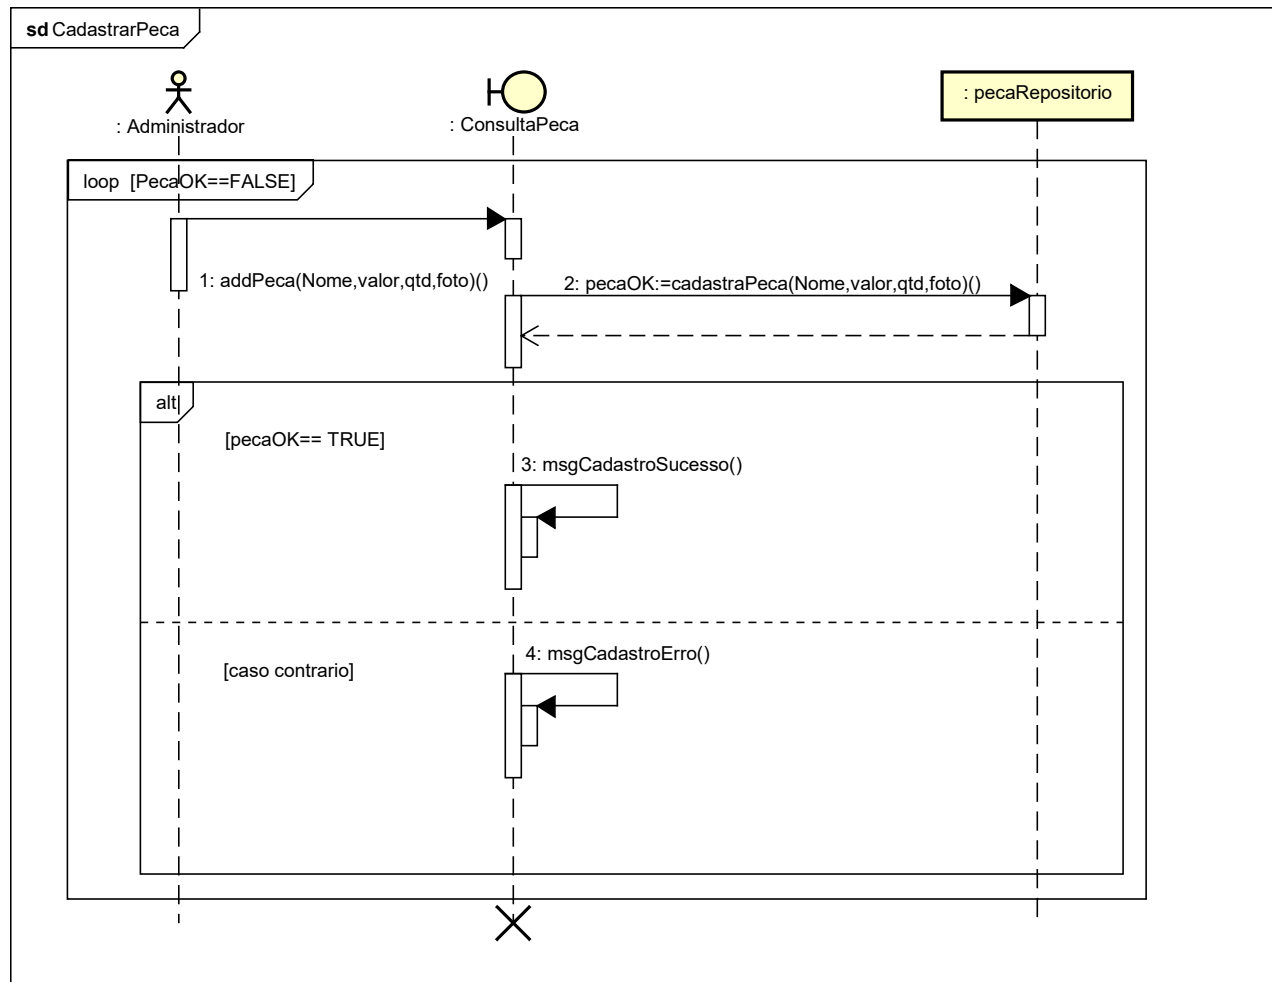 sd CadastrarPeca
: Administrador
: ConsultaPeca
: pecaRepositorio
loop [PecaOK==FALSE]
1: addPeca(Nome,valor,qtd,foto)()
2: pecaOK:=cadastraPeca(Nome,valor,qtd,foto)()
alt
[pecaOK== TRUE]
3: msgCadastroSucesso()
4: msgCadastroErro()
[caso contrario]